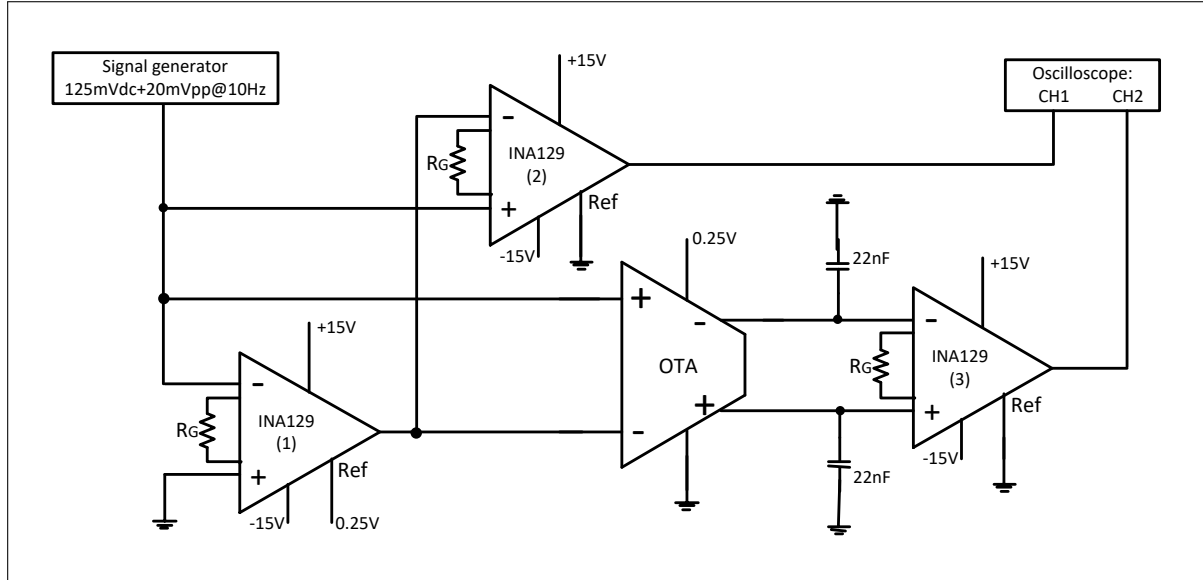 Signal generator
125mVdc+20mVpp@10Hz
+15V
Oscilloscope:
CH1 CH2
-
RG
INA129
(2)
+
Ref
-15V
0.25V
22nF
+15V
+
-
-
+15V
OTA
RG
INA129
(3)
-
+
+
Ref
RG
INA129
(1)
-
-15V
+
Ref
22nF
-15V
0.25V